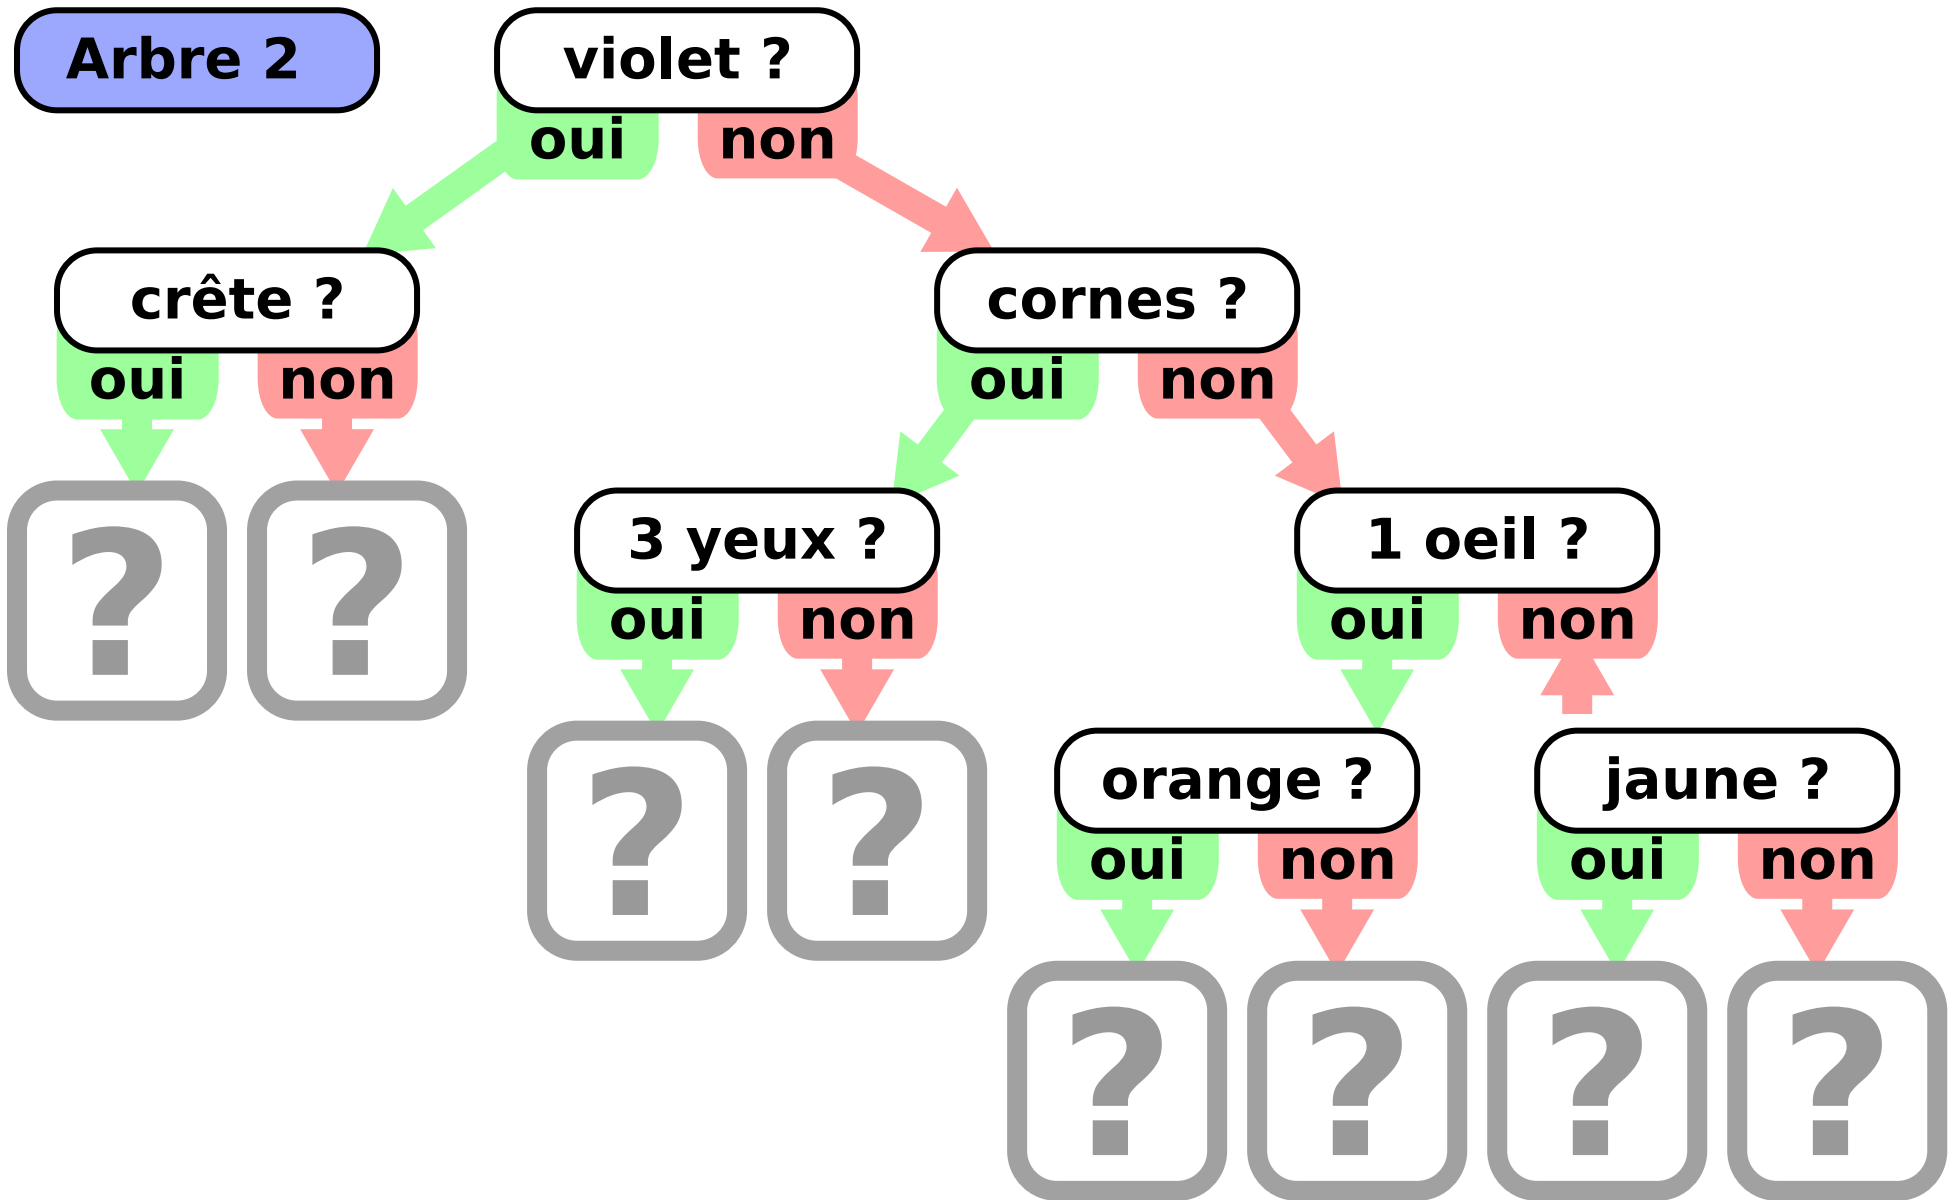 Arbre 2
violet ?
oui non
crête ?
cornes ?
oui non
oui non
3 yeux ?
1 oeil ?
? ?
oui non
oui non
orange ?
jaune ?
? ?
oui non
oui non
? ? ? ?